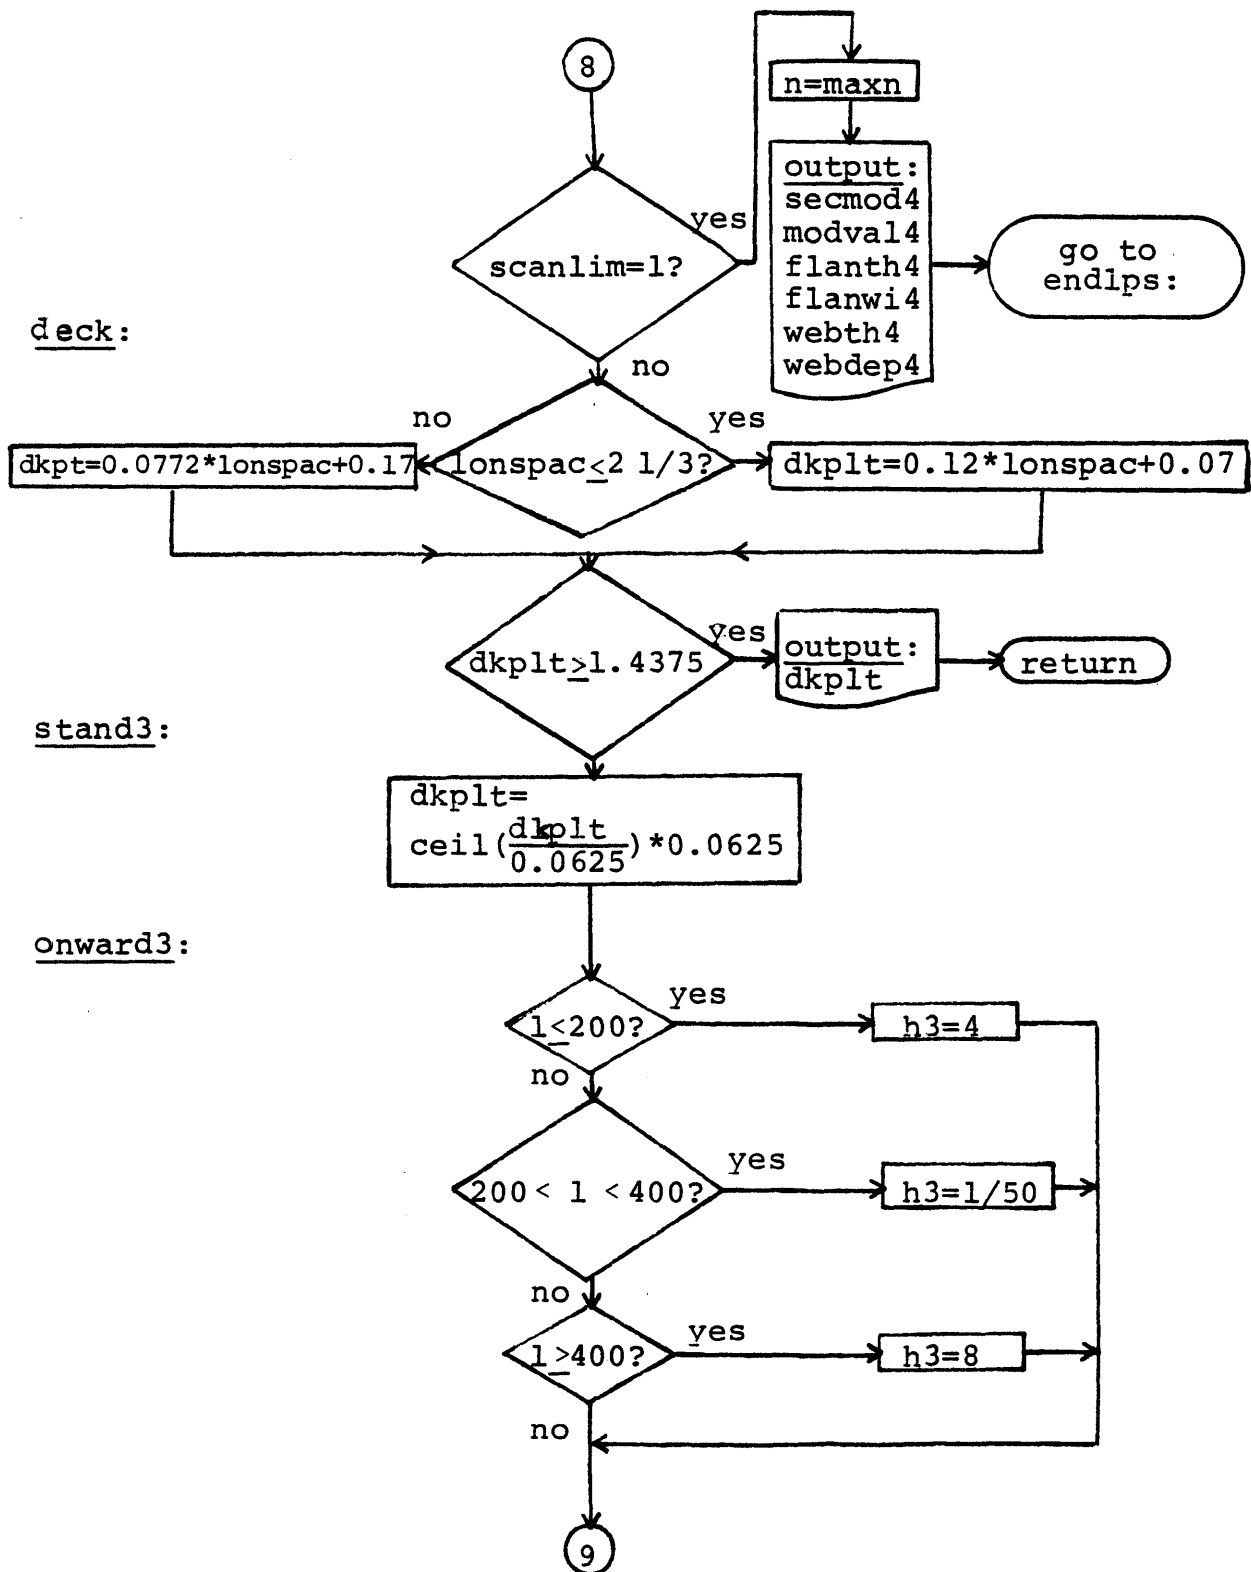 8
n=maxn
output:
secmod4
modval4
flanth4
flanwi4
webth4
webdep4
go to
endlps:
yes
scanlim=1?
deck:
no
no
yes
dkpt=0.0772*lonspac+0.17
lonspac≤2 1/3?
dkplt=0.12*lonspac+0.07
yes
dkplt≥1.4375
output:
dkplt
return
stand3:
dkplt=
ceil(dkplt/0.0625)*0.0625
onward3:
yes
l≤200?
h3=4
no
yes
200< l <400?
h3=l/50
no
yes
l≥400?
h3=8
no
9